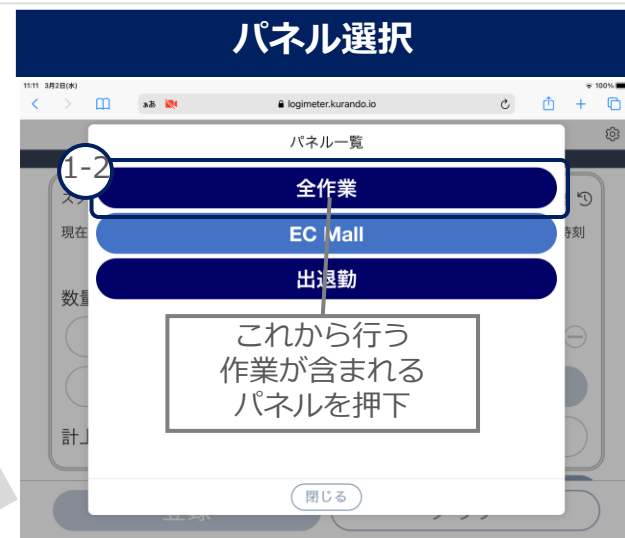 パネル選択
11:11 3月2日(水)
100%
ぁあ
logimeter.kurando.io
パネル一覧
1-2
全作業
現在
時刻
EC Mall
出退勤
数量
これから行う
作業が含まれる
パネルを押下
計上
閉じる